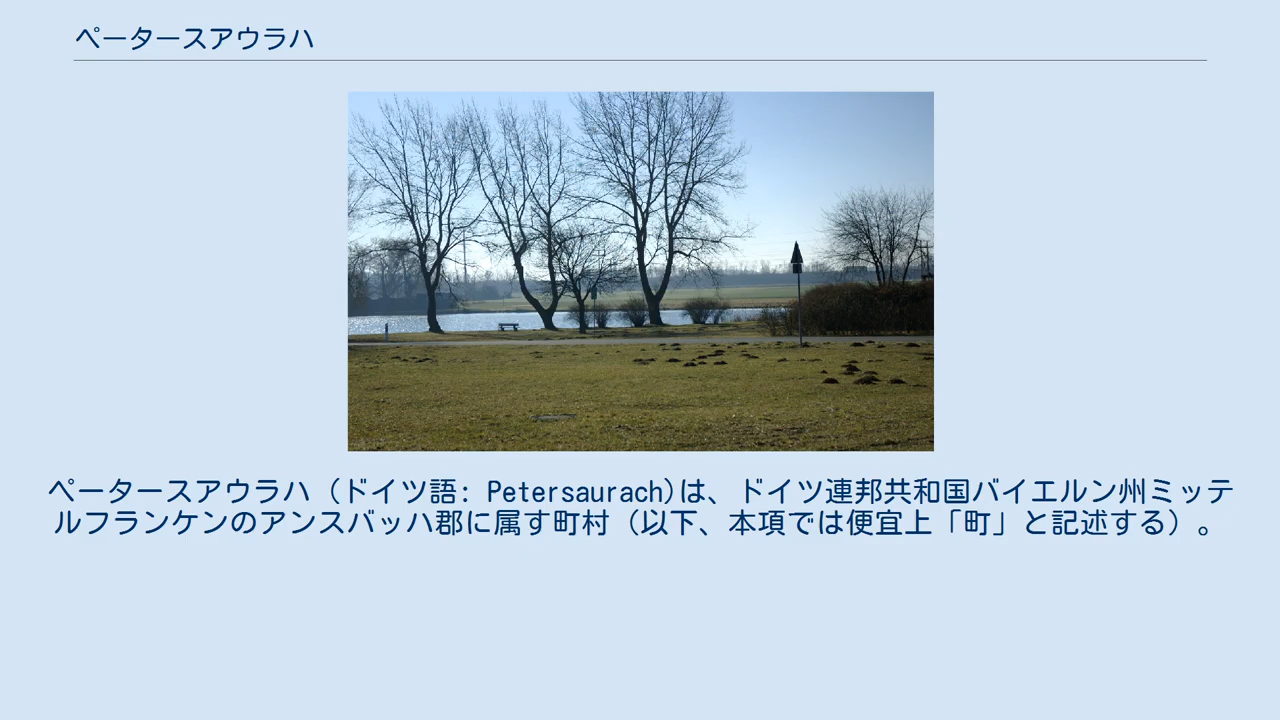 ペータースアウラハ
ペータースアウラハ（ドイツ語: Petersaurach)は、ドイツ連邦共和国バイエルン州ミッテ
ルフランケンのアンスバッハ郡に属す町村（以下、本項では便宜上「町」と記述する）。